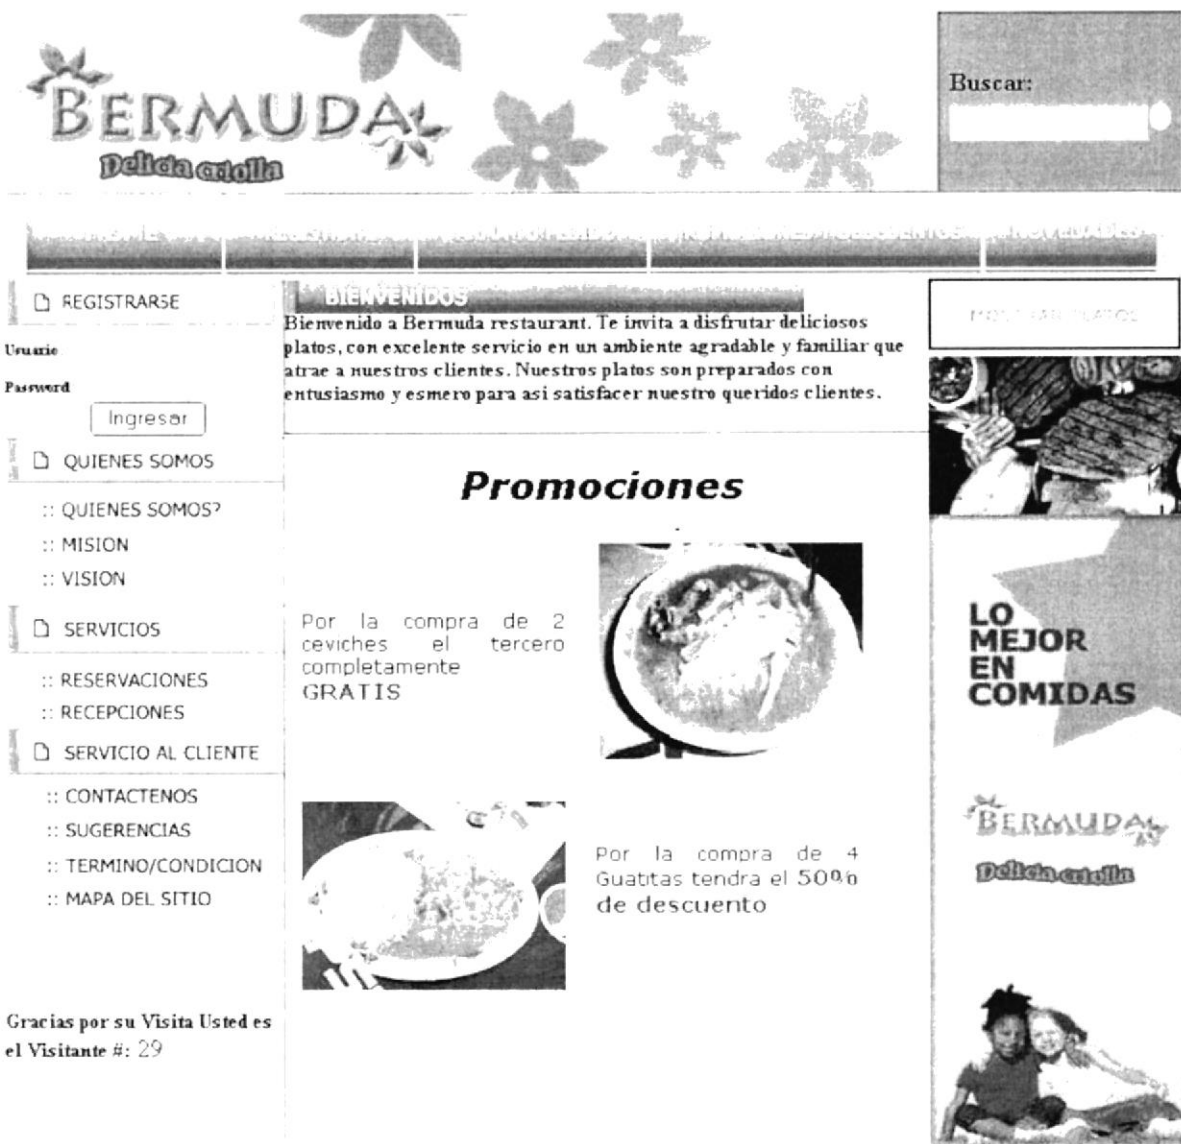 BERMUDA
Delicia criolla
Buscar:
NOVEDADES
REGISTRARSE
Usuario
Password
Ingresar
QUIENES SOMOS
:: QUIENES SOMOS?
:: MISION
:: VISION
SERVICIOS
:: RESERVACIONES
:: RECEPCIONES
SERVICIO AL CLIENTE
:: CONTACTENOS
:: SUGERENCIAS
:: TERMINO/CONDICION
:: MAPA DEL SITIO
Gracias por su Visita Usted es
el Visitante #: 29
BIENVENIDOS
Bienvenido a Bermuda restaurant. Te invita a disfrutar deliciosos
platos, con excelente servicio en un ambiente agradable y familiar que
atrae a nuestros clientes. Nuestros platos son preparados con
entusiasmo y esmero para asi satisfacer nuestro queridos clientes.
Promociones
Por la compra de 2
ceviches el tercero
completamente
GRATIS
Por la compra de 4
Guatitas tendra el 50%
de descuento
PLATOS
LO
MEJOR
EN
COMIDAS
BERMUDA
Delicia criolla